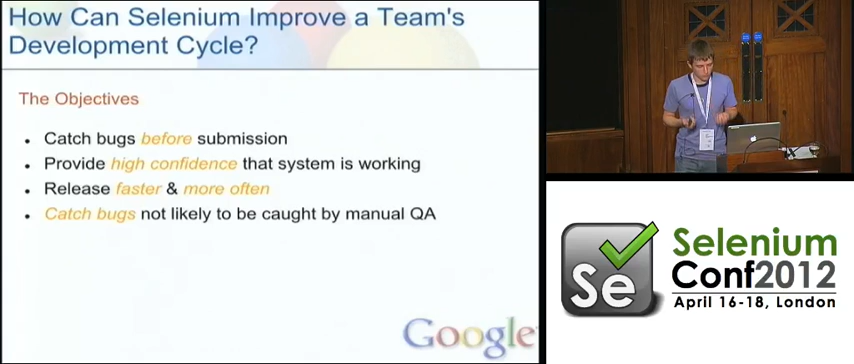 How Can Selenium Improve a Team's
Development Cycle?
The Objectives
• Catch bugs before submission
• Provide high confidence that system is working
• Release faster & more often
• Catch bugs not likely to be caught by manual QA
Google
Se
Selenium
Conf2012
April 16-18, London